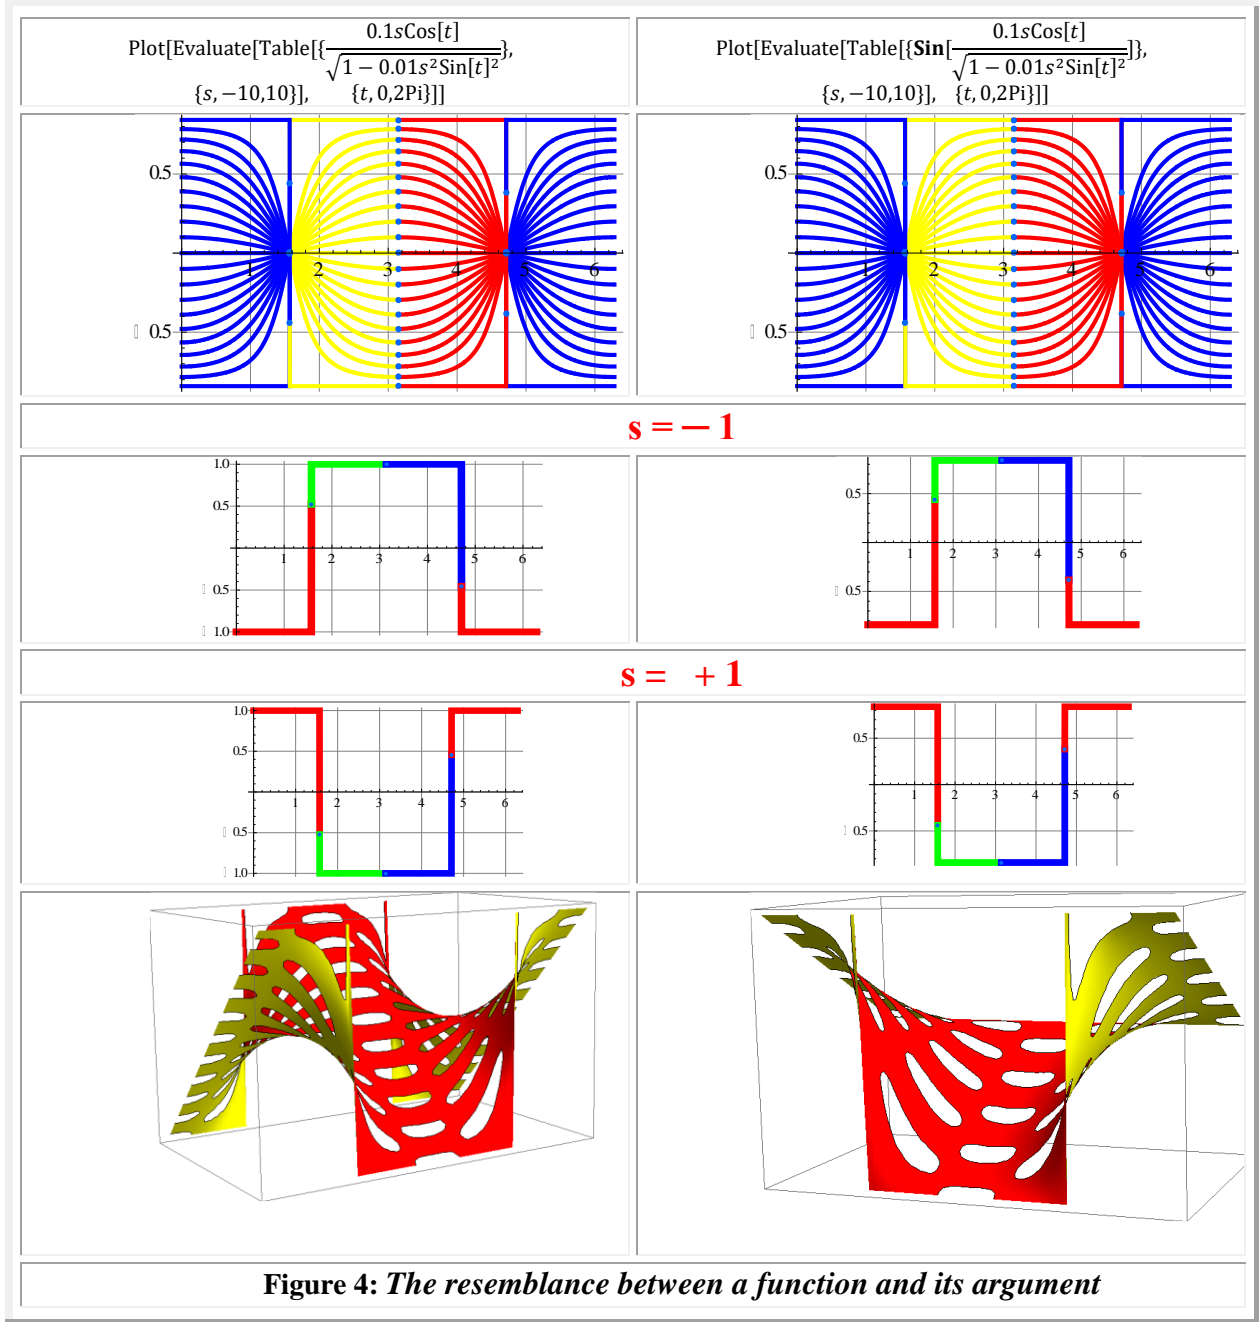 Plot[Evaluate[Table[{0.1sCos[t]/√(1 − 0.01s²Sin[t]²)},
{s, −10,10}], {t, 0,2Pi}]]
Plot[Evaluate[Table[{Sin[0.1sCos[t]/√(1 − 0.01s²Sin[t]²)]},
{s, −10,10}], {t, 0,2Pi}]]
0.5
1 2 3 4 5 6
0.5
0.5
1 2 3 4 5 6
0.5
s = − 1
1.0
0.5
1 2 3 4 5 6
0.5
1.0
0.5
1 2 3 4 5 6
0.5
s = + 1
1.0
0.5
1 2 3 4 5 6
0.5
1.0
0.5
1 2 3 4 5 6
0.5
Figure 4: The resemblance between a function and its argument